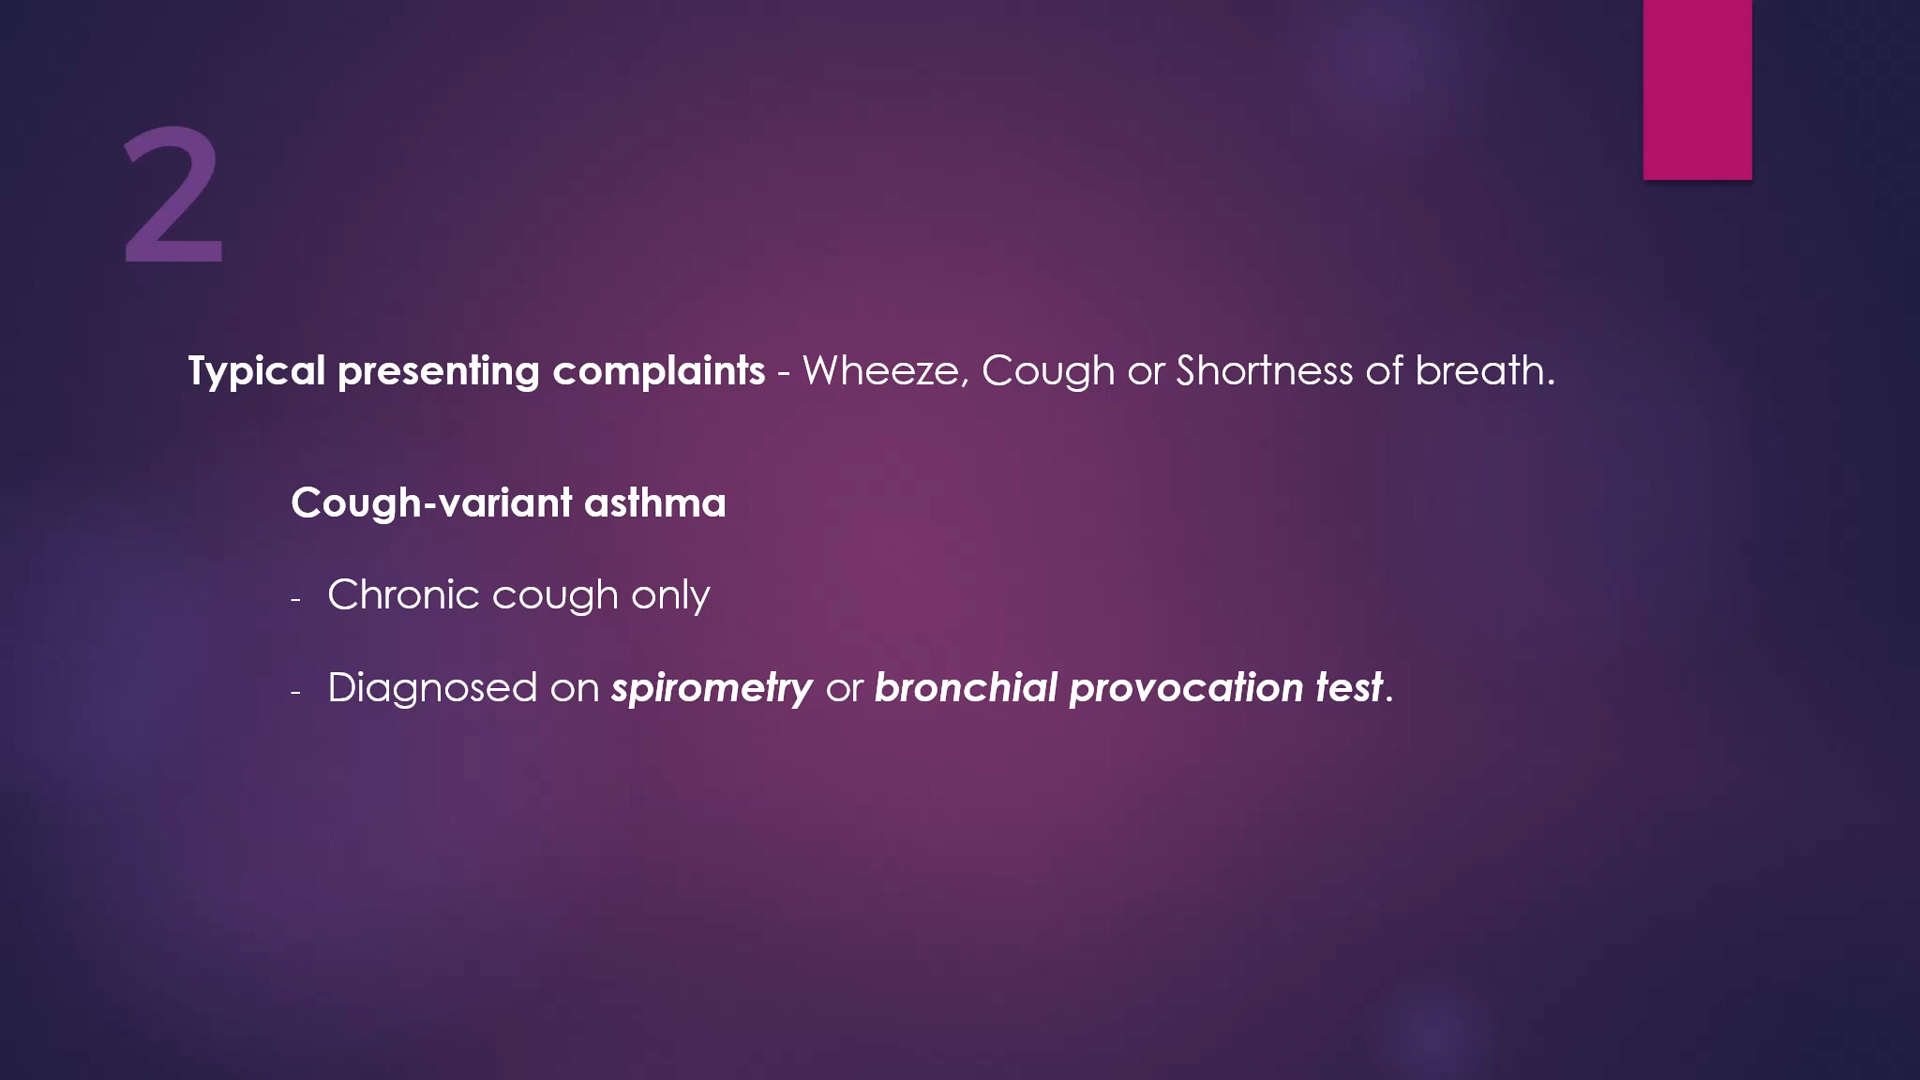 2
Typical presenting complaints - Wheeze, Cough or Shortness of breath.
Cough-variant asthma
- Chronic cough only
- Diagnosed on spirometry or bronchial provocation test.